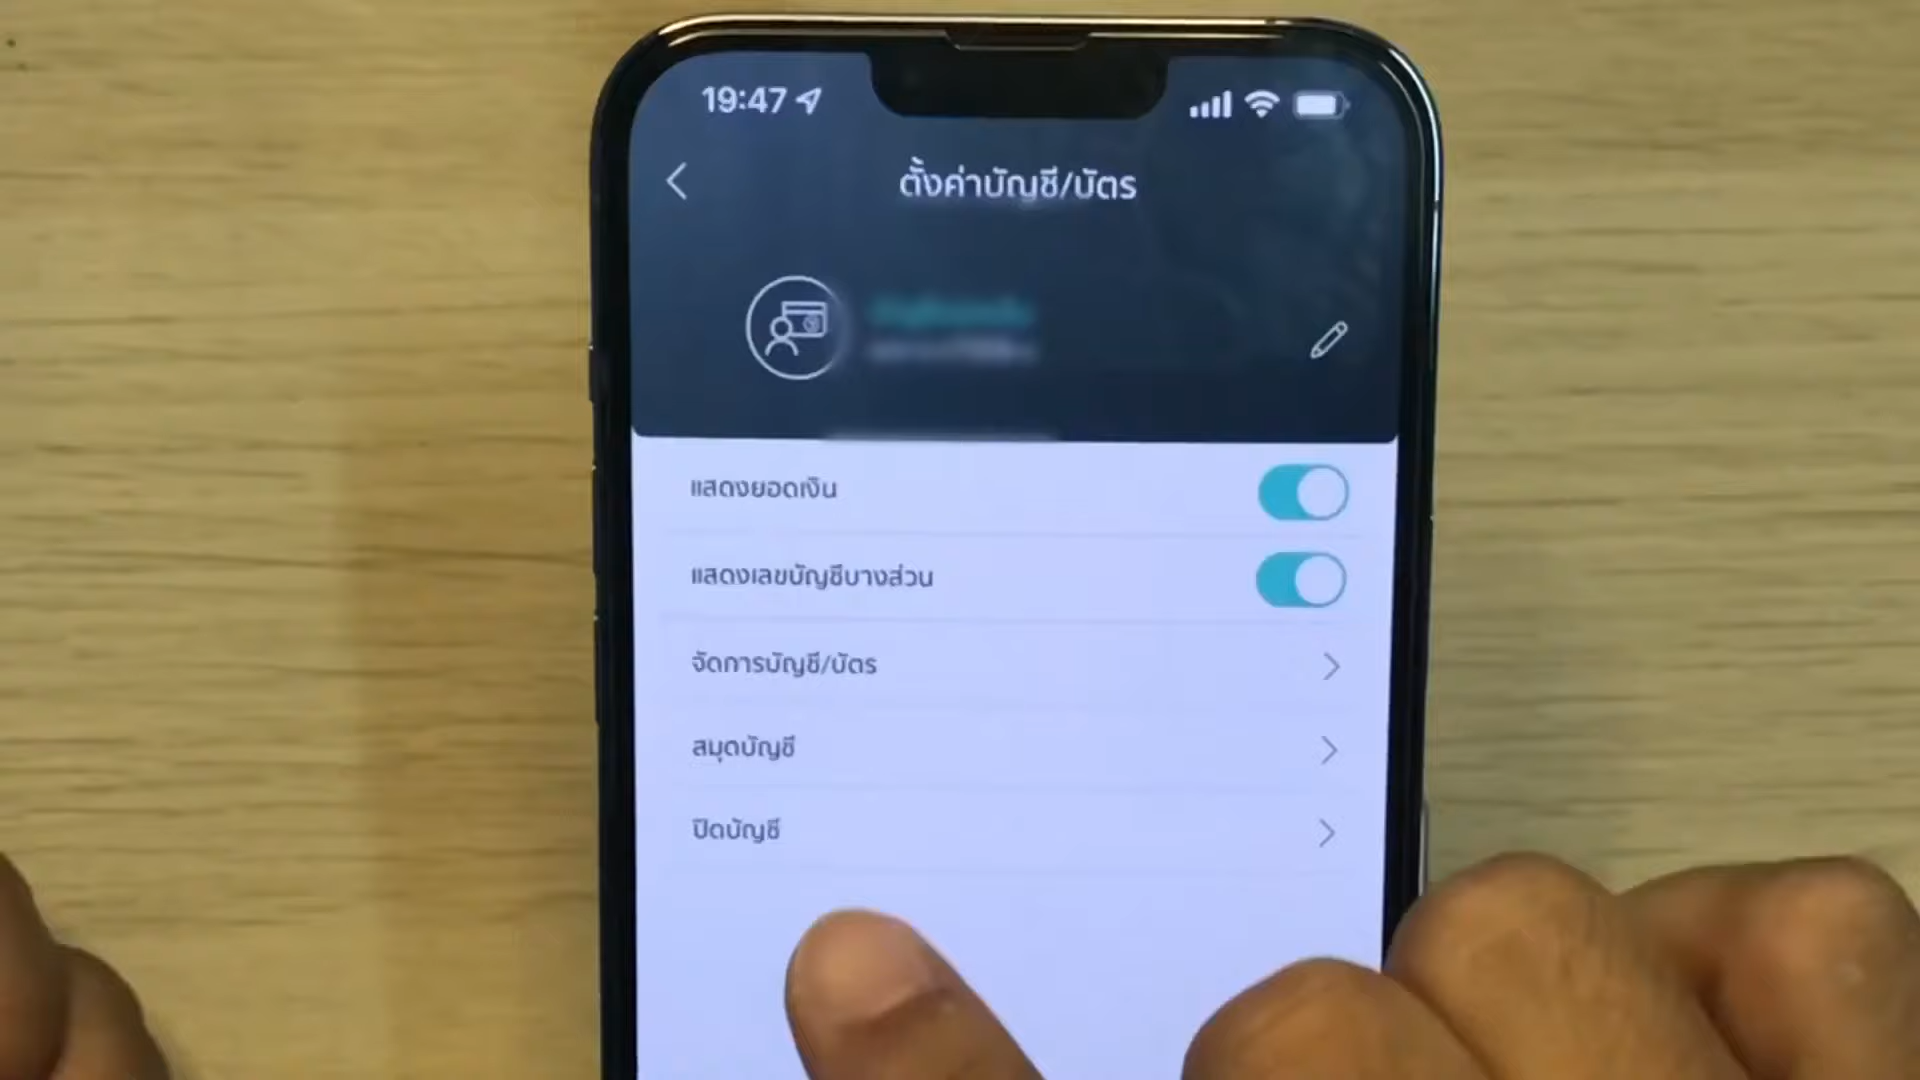 19:47
ตั้งค่าบัญชี/บัตร
แสดงยอดเงิน
แสดงเลขบัญชีบางส่วน
จัดการบัญชี/บัตร
สมุดบัญชี
ปิดบัญชี